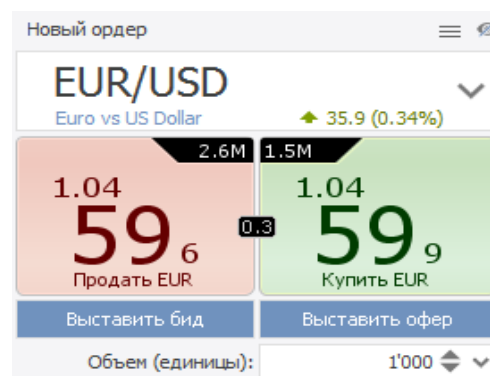 Новый ордер
EUR/USD
Euro vs US Dollar 35.9 (0.34%)
2.6M 1.5M
1.04 1.04
59 6 0.3 59 9
Продать EUR Купить EUR
Выставить бид Выставить офер
Объем (единицы): 1'000